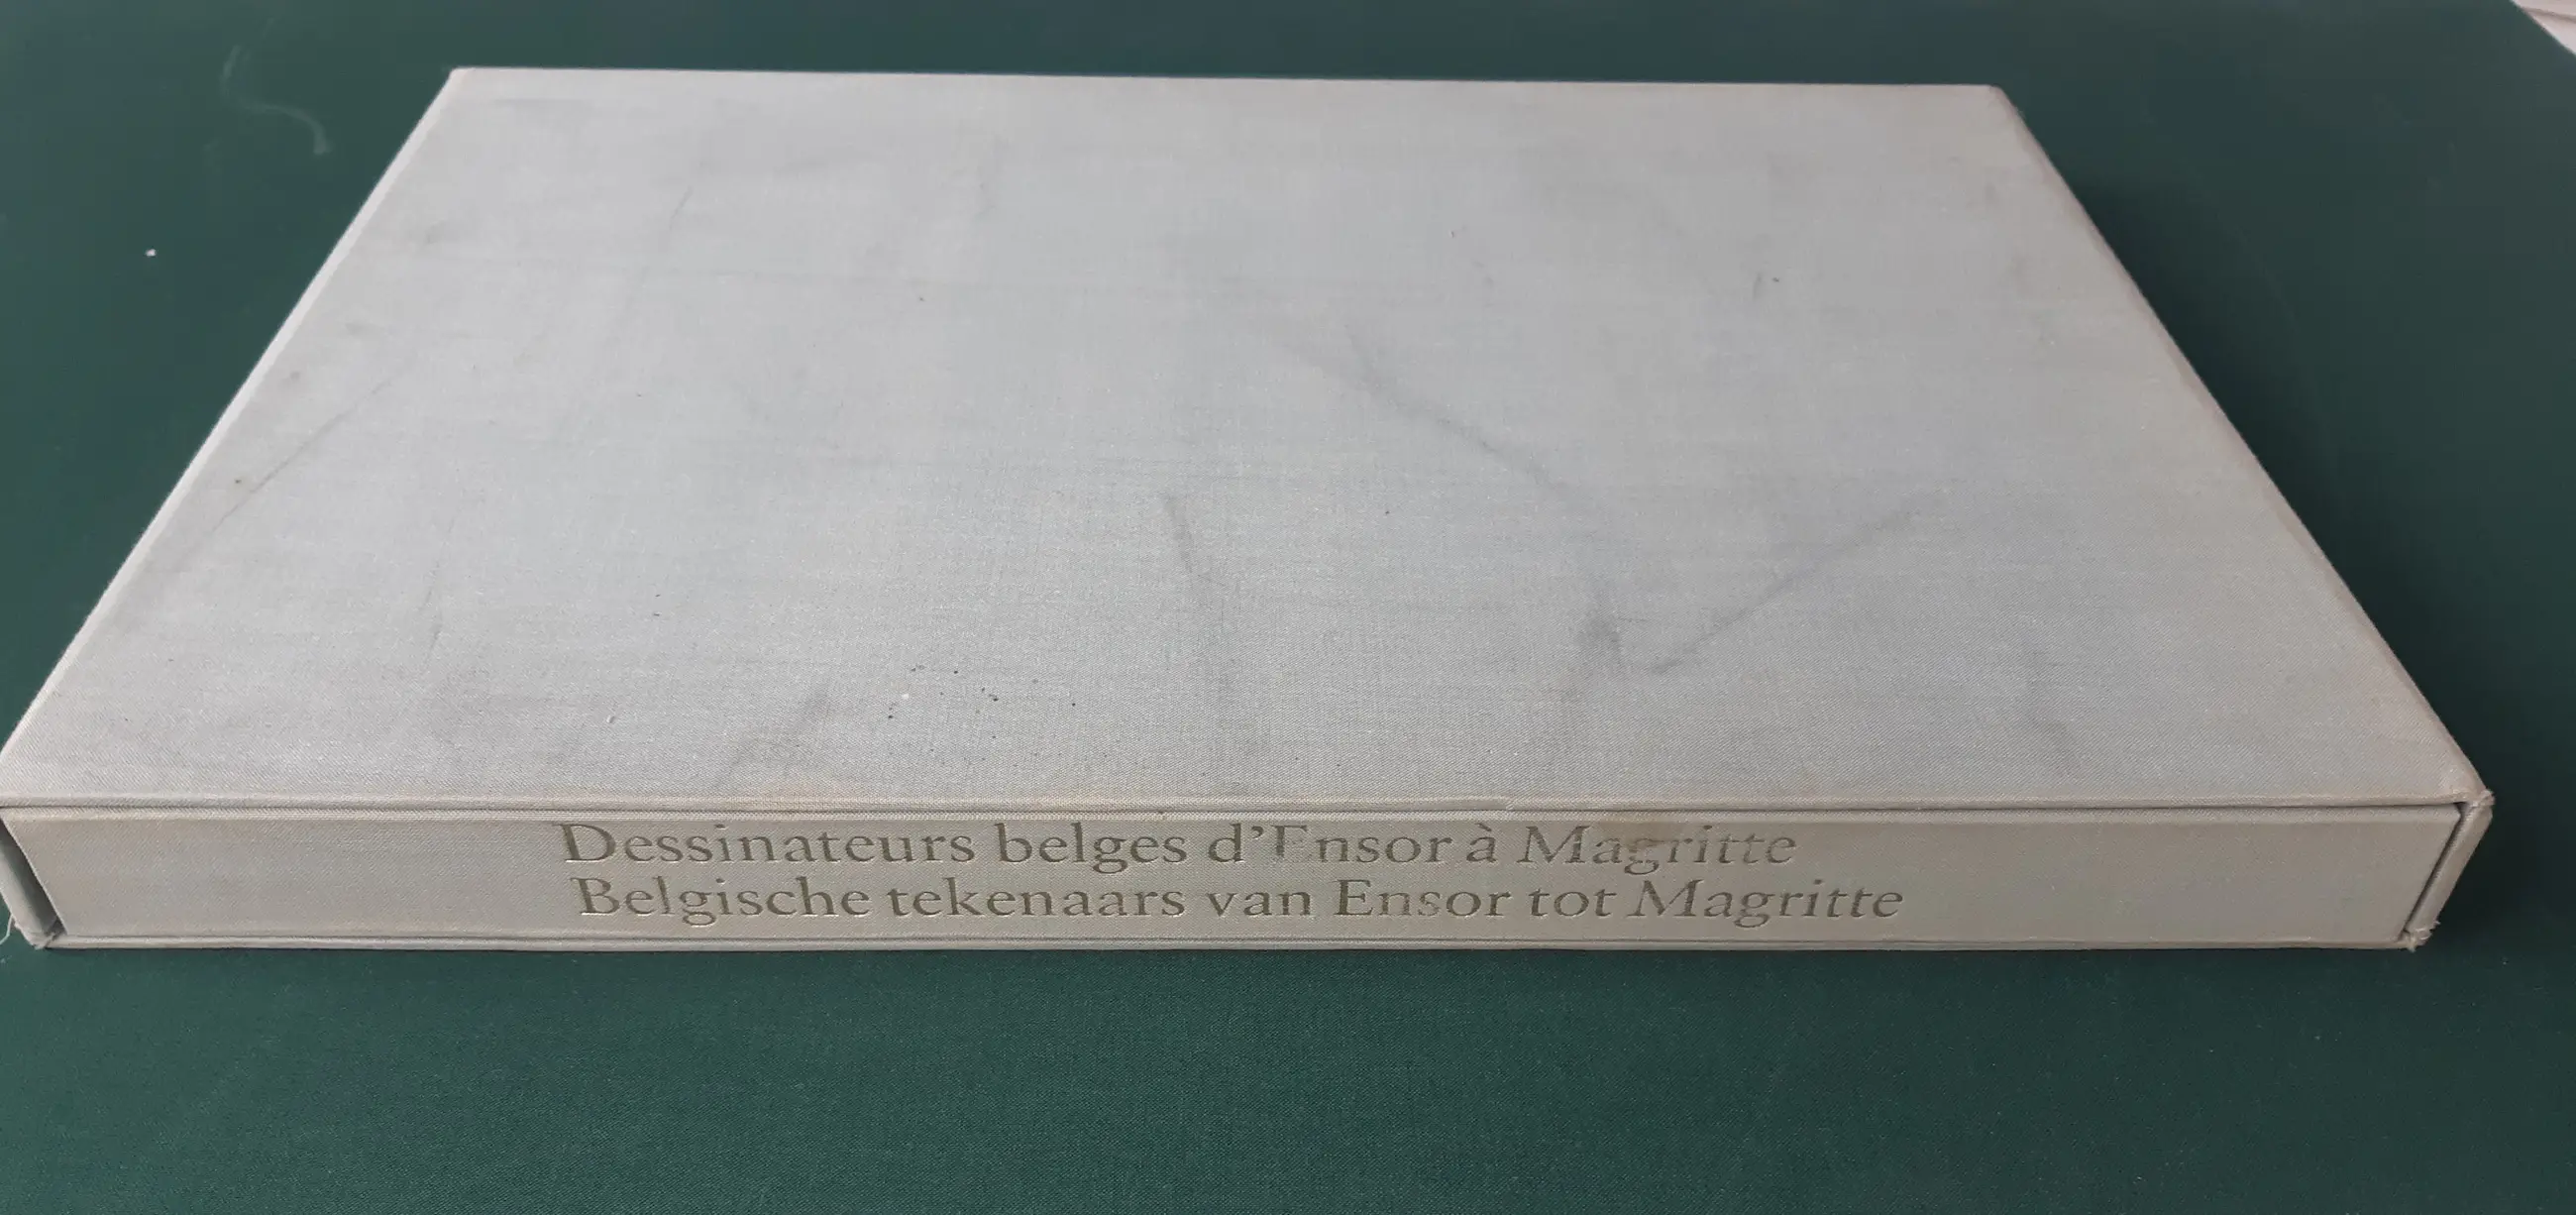 Dessinateurs belges d'Ensor à Magritte
Belgische tekenaars van Ensor tot Magritte